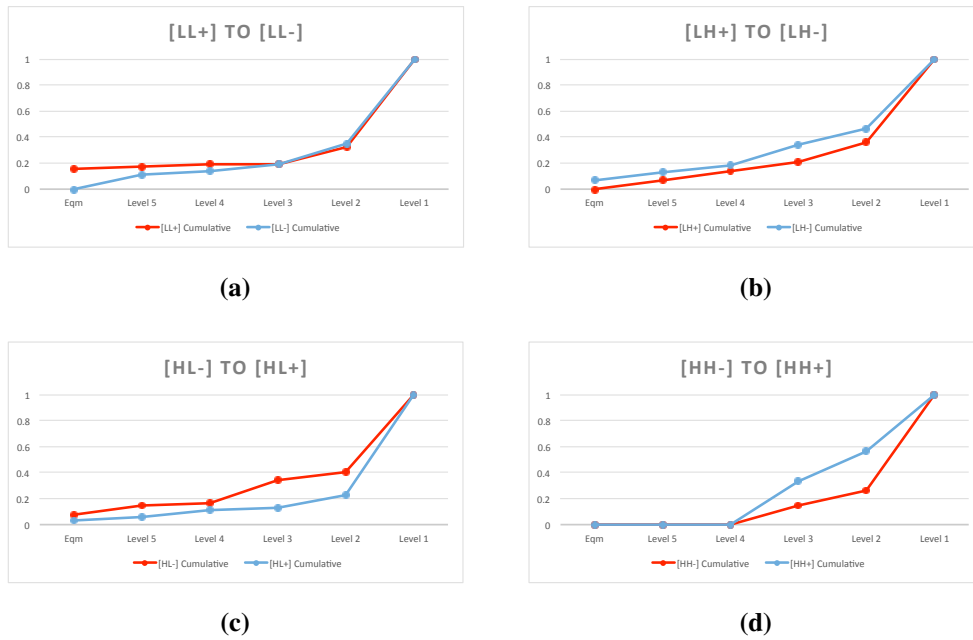 [LL+] TO [LL-]
1
0.8
0.6
0.4
0.2
0
Eqm Level 5 Level 4 Level 3 Level 2 Level 1
[LL+] Cumulative [LL-] Cumulative
(a)
[LH+] TO [LH-]
1
0.8
0.6
0.4
0.2
0
Eqm Level 5 Level 4 Level 3 Level 2 Level 1
[LH+] Cumulative [LH-] Cumulative
(b)
[HL-] TO [HL+]
1
0.8
0.6
0.4
0.2
0
Eqm Level 5 Level 4 Level 3 Level 2 Level 1
[HL-] Cumulative [HL+] Cumulative
(c)
[HH-] TO [HH+]
1
0.8
0.6
0.4
0.2
0
Eqm Level 5 Level 4 Level 3 Level 2 Level 1
[HH-] Cumulative [HH+] Cumulative
(d)